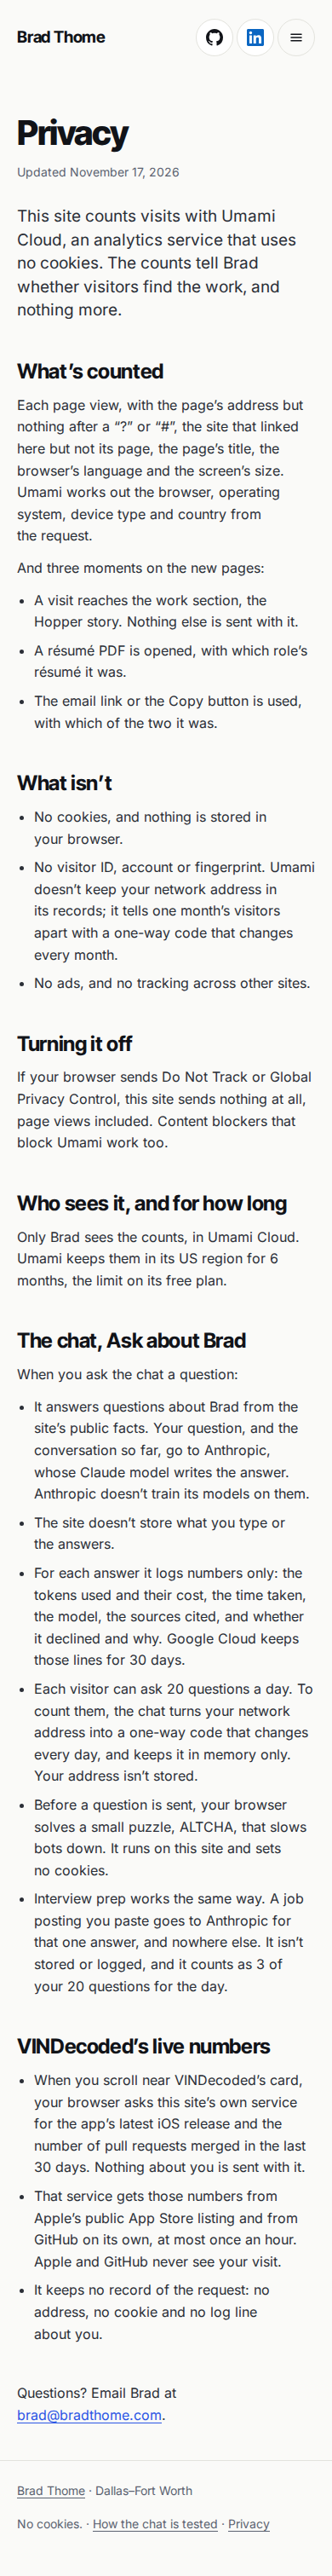 Brad Thome
Privacy
Updated November 17, 2026
This site counts visits with Umami
Cloud, an analytics service that uses
no cookies. The counts tell Brad
whether visitors find the work, and
nothing more.
What’s counted
Each page view, with the page’s address but
nothing after a “?” or “#”, the site that linked
here but not its page, the page’s title, the
browser’s language and the screen’s size.
Umami works out the browser, operating
system, device type and country from
the request.
And three moments on the new pages:
• A visit reaches the work section, the
Hopper story. Nothing else is sent with it.
• A résumé PDF is opened, with which role’s
résumé it was.
• The email link or the Copy button is used,
with which of the two it was.
What isn’t
• No cookies, and nothing is stored in
your browser.
• No visitor ID, account or fingerprint. Umami
doesn’t keep your network address in
its records; it tells one month’s visitors
apart with a one-way code that changes
every month.
• No ads, and no tracking across other sites.
Turning it off
If your browser sends Do Not Track or Global
Privacy Control, this site sends nothing at all,
page views included. Content blockers that
block Umami work too.
Who sees it, and for how long
Only Brad sees the counts, in Umami Cloud.
Umami keeps them in its US region for 6
months, the limit on its free plan.
The chat, Ask about Brad
When you ask the chat a question:
• It answers questions about Brad from the
site’s public facts. Your question, and the
conversation so far, go to Anthropic,
whose Claude model writes the answer.
Anthropic doesn’t train its models on them.
• The site doesn’t store what you type or
the answers.
• For each answer it logs numbers only: the
tokens used and their cost, the time taken,
the model, the sources cited, and whether
it declined and why. Google Cloud keeps
those lines for 30 days.
• Each visitor can ask 20 questions a day. To
count them, the chat turns your network
address into a one-way code that changes
every day, and keeps it in memory only.
Your address isn’t stored.
• Before a question is sent, your browser
solves a small puzzle, ALTCHA, that slows
bots down. It runs on this site and sets
no cookies.
• Interview prep works the same way. A job
posting you paste goes to Anthropic for
that one answer, and nowhere else. It isn’t
stored or logged, and it counts as 3 of
your 20 questions for the day.
VINDecoded’s live numbers
• When you scroll near VINDecoded’s card,
your browser asks this site’s own service
for the app’s latest iOS release and the
number of pull requests merged in the last
30 days. Nothing about you is sent with it.
• That service gets those numbers from
Apple’s public App Store listing and from
GitHub on its own, at most once an hour.
Apple and GitHub never see your visit.
• It keeps no record of the request: no
address, no cookie and no log line
about you.
Questions? Email Brad at
brad@bradthome.com.
Brad Thome · Dallas–Fort Worth
No cookies. · How the chat is tested · Privacy